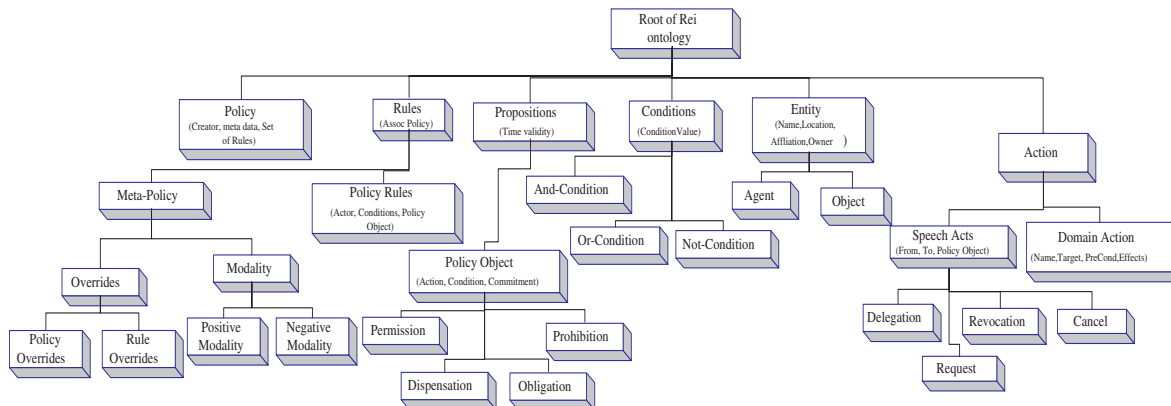 Root of Rei
ontology
Policy
(Creator, meta data, Set
of Rules)
Rules
(Assoc Policy)
Propositions
(Time validity)
Conditions
(ConditionValue)
Entity
(Name,Location,
Affliation,Owner )
Action
Meta-Policy
Policy Rules
(Actor, Conditions, Policy
Object)
And-Condition
Agent
Object
Or-Condition
Not-Condition
Speech Acts
(From, To, Policy Object)
Domain Action
(Name,Target, PreCond,Effects)
Overrides
Modality
Policy Object
(Action, Condition, Commitment)
Policy
Overrides
Rule
Overrides
Positive
Modality
Negative
Modality
Permission
Prohibition
Dispensation
Obligation
Delegation
Revocation
Cancel
Request